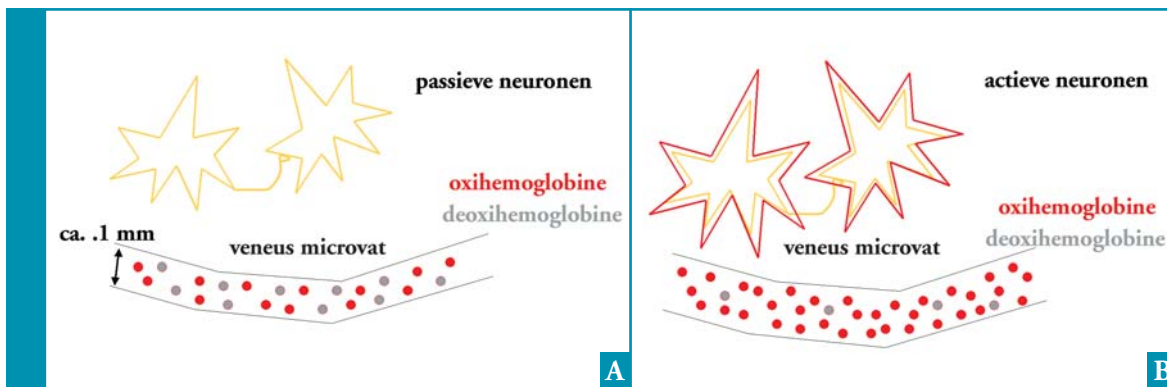 passieve neuronen
oxihemoglobine
deoxihemoglobine
ca. .1 mm
veneus microvat
A
actieve neuronen
oxihemoglobine
deoxihemoglobine
veneus microvat
B